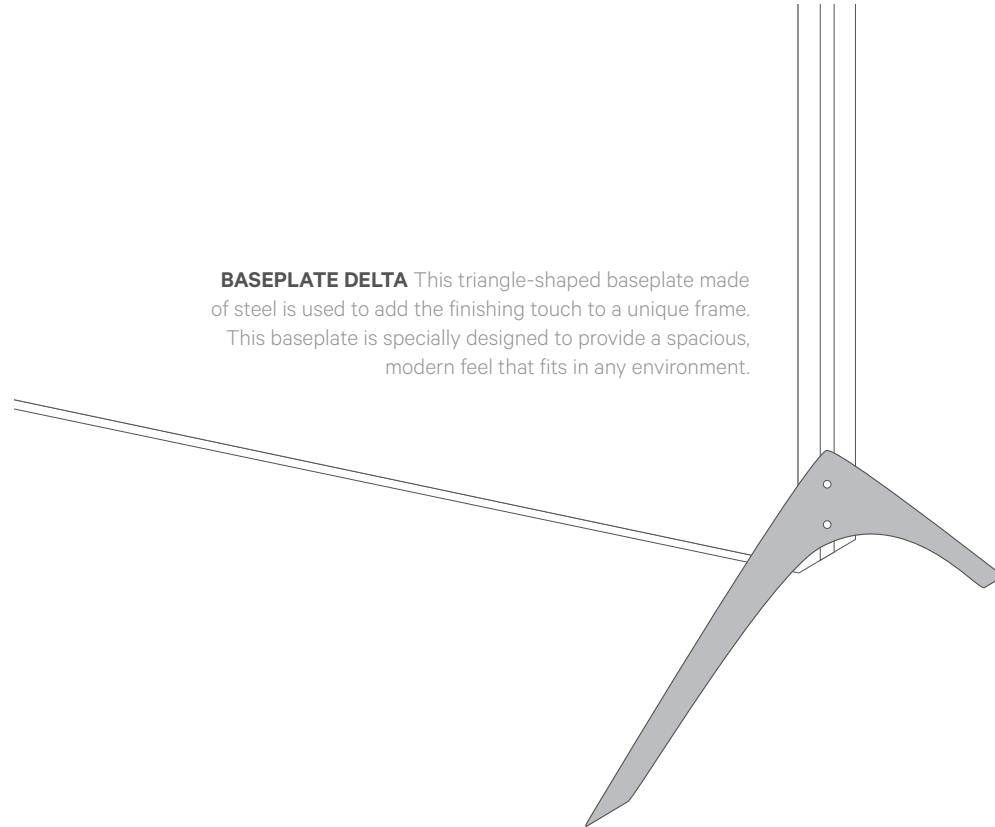 BASEPLATE DELTA This triangle-shaped baseplate made
of steel is used to add the finishing touch to a unique frame.
This baseplate is specially designed to provide a spacious,
modern feel that fits in any environment.